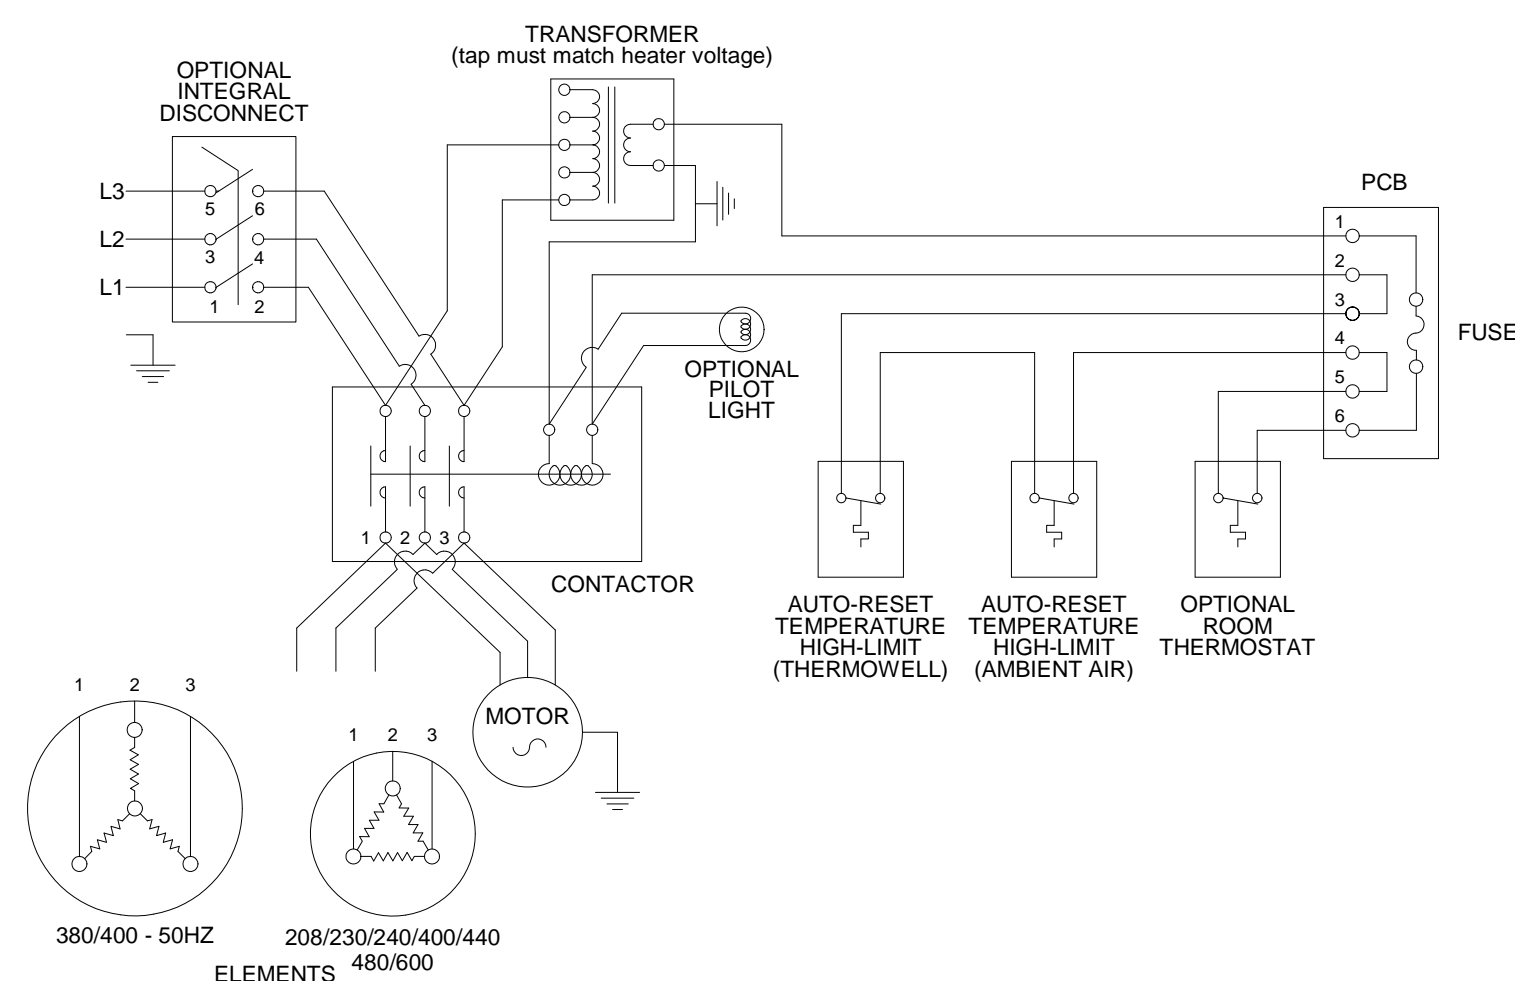 TRANSFORMER
(tap must match heater voltage)
OPTIONAL
INTEGRAL
DISCONNECT
L3
5
6
L2
3
4
L1
1
2
PCB
1
2
3
4
5
6
FUSE
OPTIONAL
PILOT
LIGHT
1
2
3
CONTACTOR
AUTO-RESET
TEMPERATURE
HIGH-LIMIT
(THERMOWELL)
AUTO-RESET
TEMPERATURE
HIGH-LIMIT
(AMBIENT AIR)
OPTIONAL
ROOM
THERMOSTAT
MOTOR
1 2 3
380/400 - 50HZ
1 2 3
208/230/240/400/440
480/600
ELEMENTS